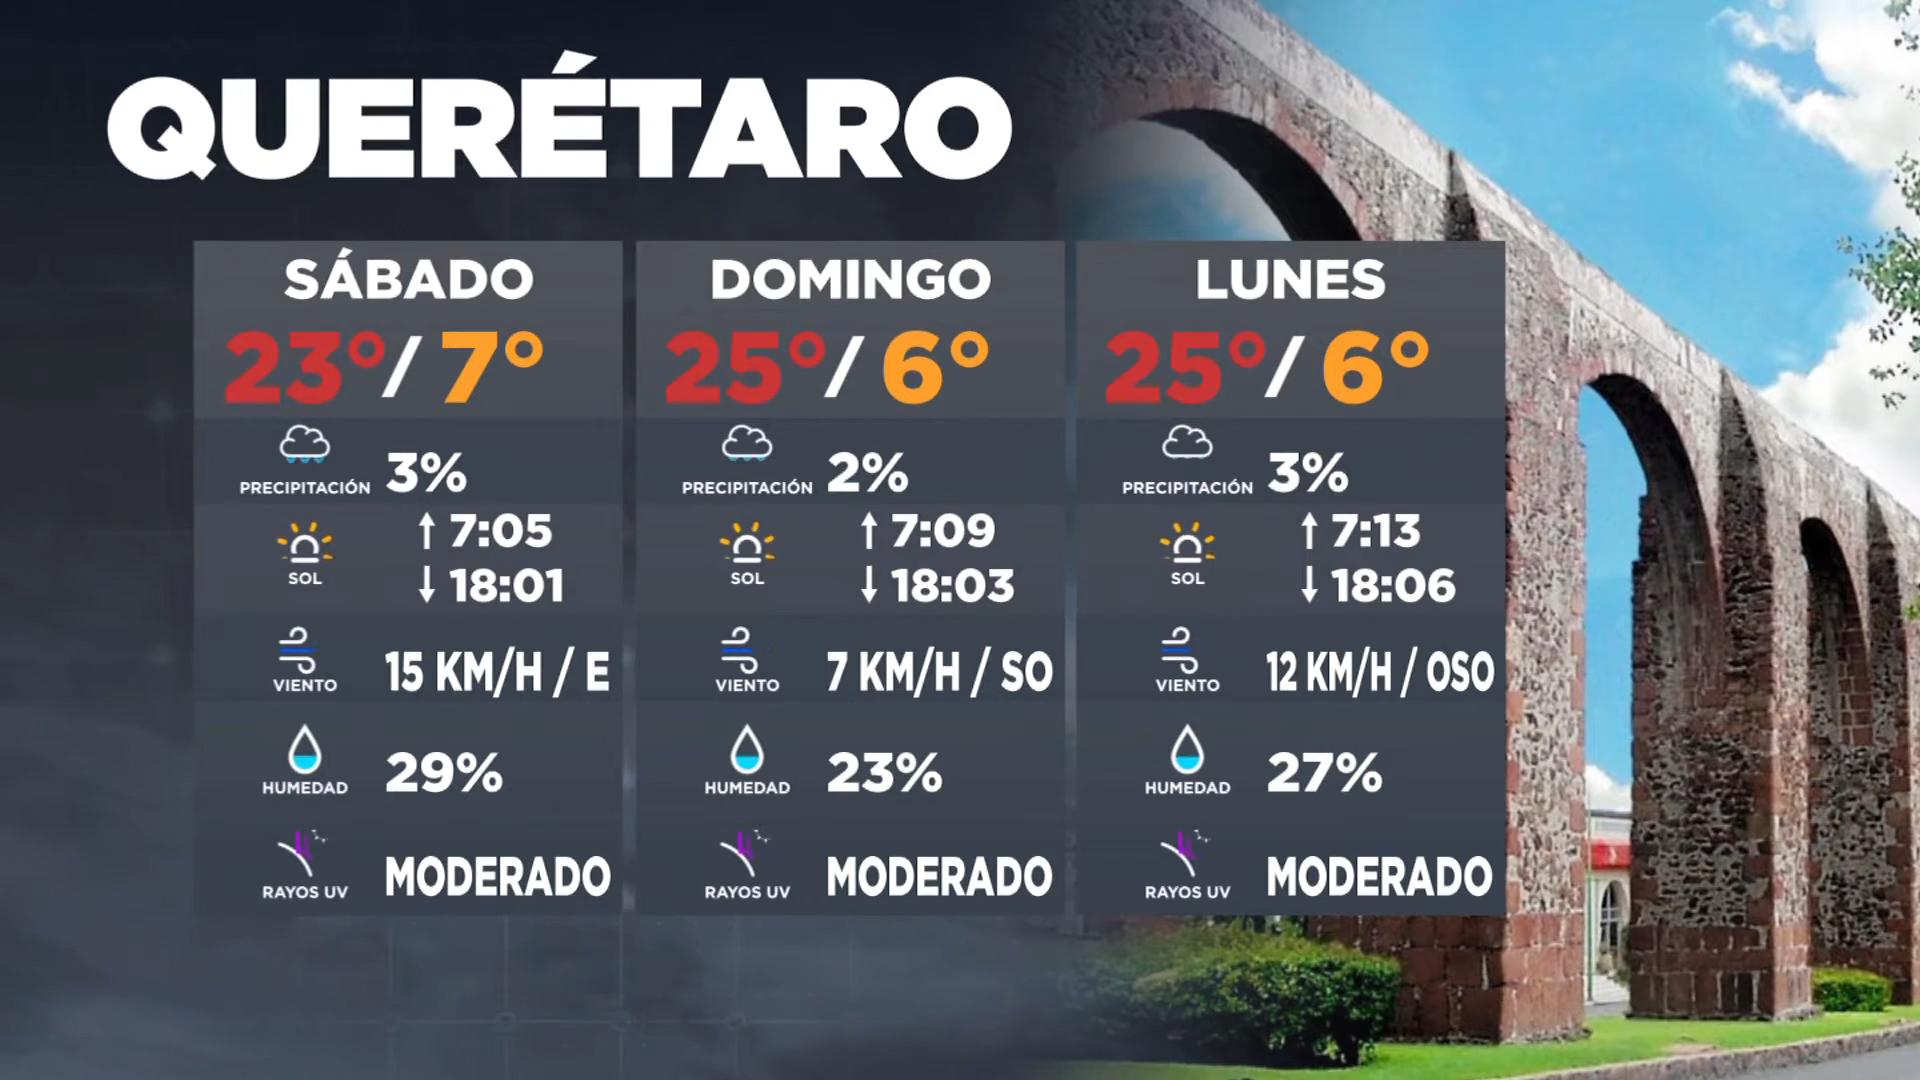 QUERÉTARO
SÁBADO
23°/ 7°
PRECIPITACIÓN 3%
SOL ↑ 7:05
↓ 18:01
VIENTO 15 KM/H / E
HUMEDAD 29%
RAYOS UV MODERADO
DOMINGO
25°/ 6°
PRECIPITACIÓN 2%
SOL ↑ 7:09
↓ 18:03
VIENTO 7 KM/H / SO
HUMEDAD 23%
RAYOS UV MODERADO
LUNES
25°/ 6°
PRECIPITACIÓN 3%
SOL ↑ 7:13
↓ 18:06
VIENTO 12 KM/H / OSO
HUMEDAD 27%
RAYOS UV MODERADO